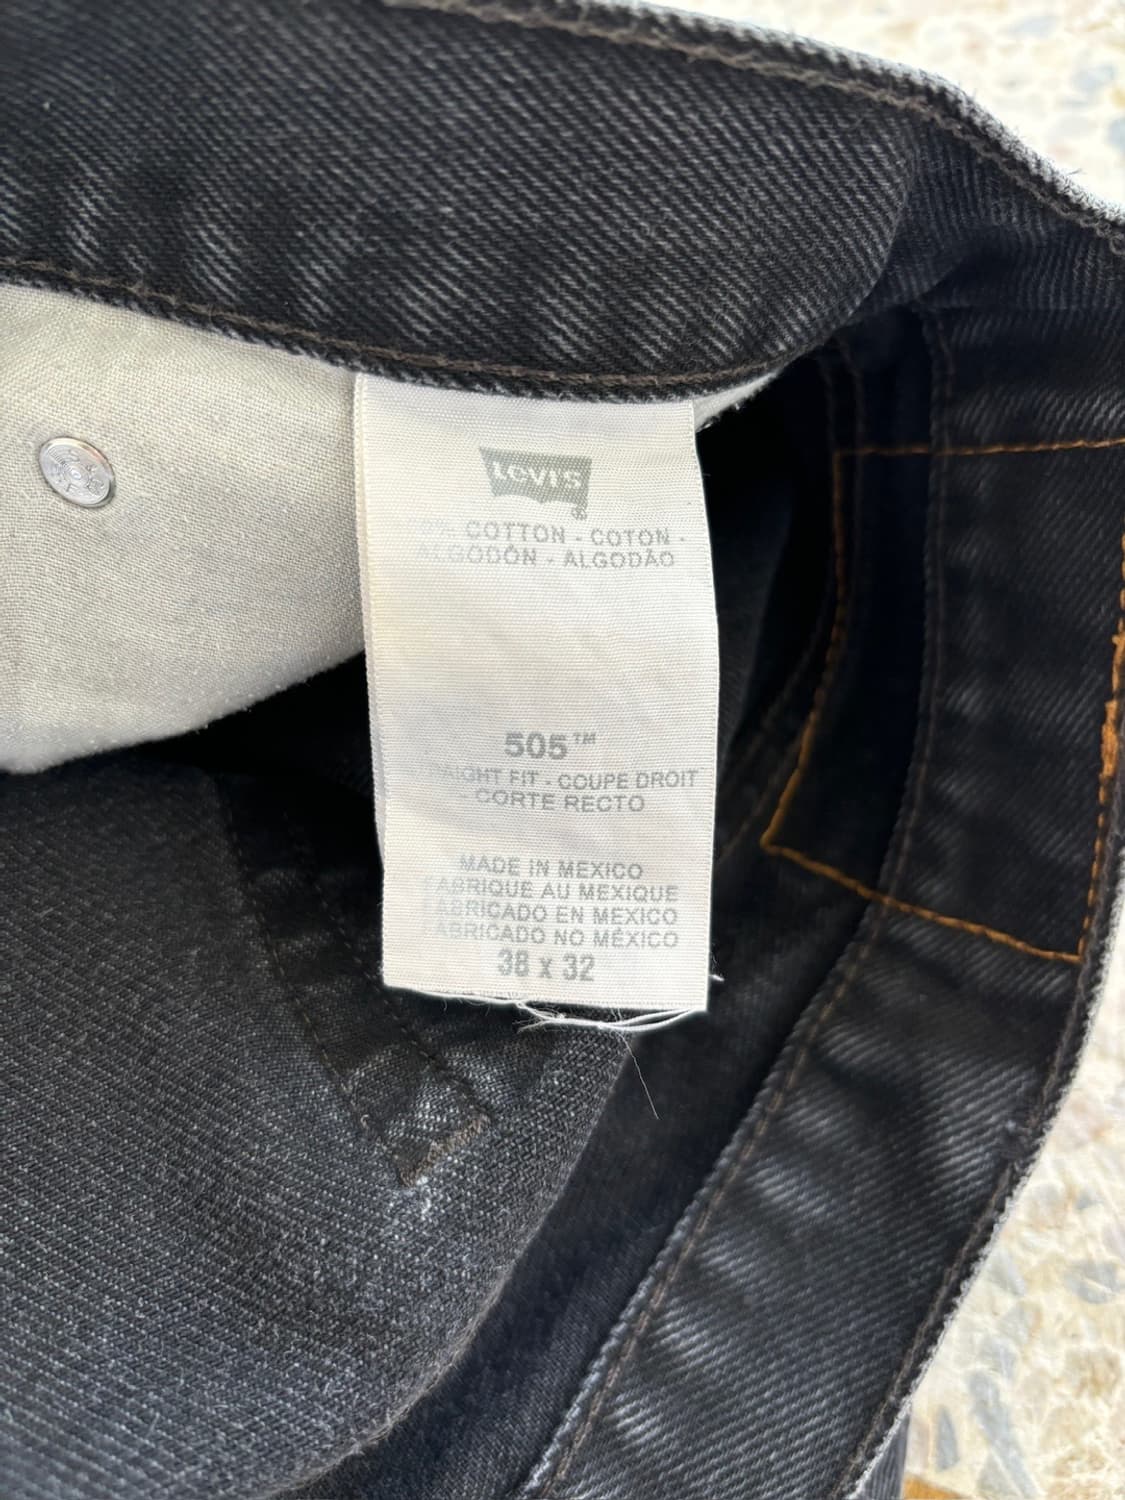 LEVI'S
COTTON - COTON -
ALGODÓN - ALGODÃO
505™
STRAIGHT FIT - COUPE DROIT
CORTE RECTO
MADE IN MEXICO
FABRIQUE AU MEXIQUE
FABRICADO EN MEXICO
FABRICADO NO MÉXICO
38 x 32